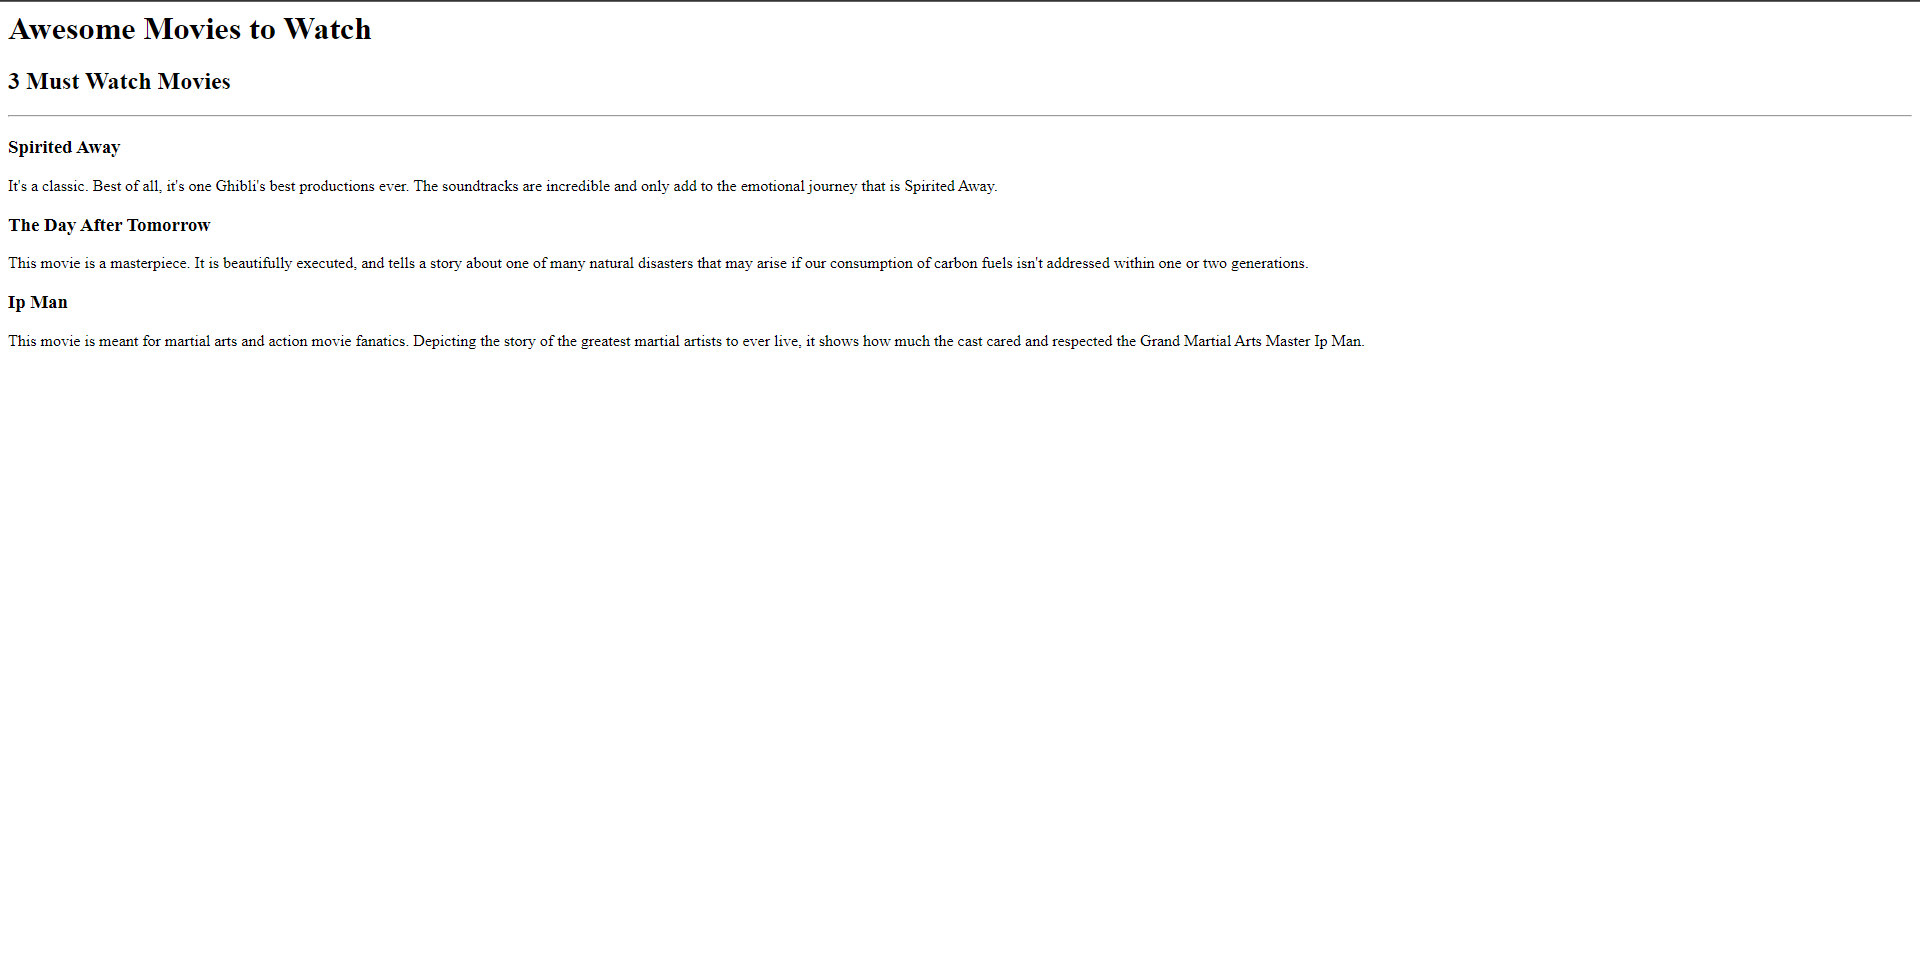 Awesome Movies to Watch
3 Must Watch Movies
Spirited Away
It's a classic. Best of all, it's one Ghibli's best productions ever. The soundtracks are incredible and only add to the emotional journey that is Spirited Away.
The Day After Tomorrow
This movie is a masterpiece. It is beautifully executed, and tells a story about one of many natural disasters that may arise if our consumption of carbon fuels isn't addressed within one or two generations.
Ip Man
This movie is meant for martial arts and action movie fanatics. Depicting the story of the greatest martial artists to ever live, it shows how much the cast cared and respected the Grand Martial Arts Master Ip Man.